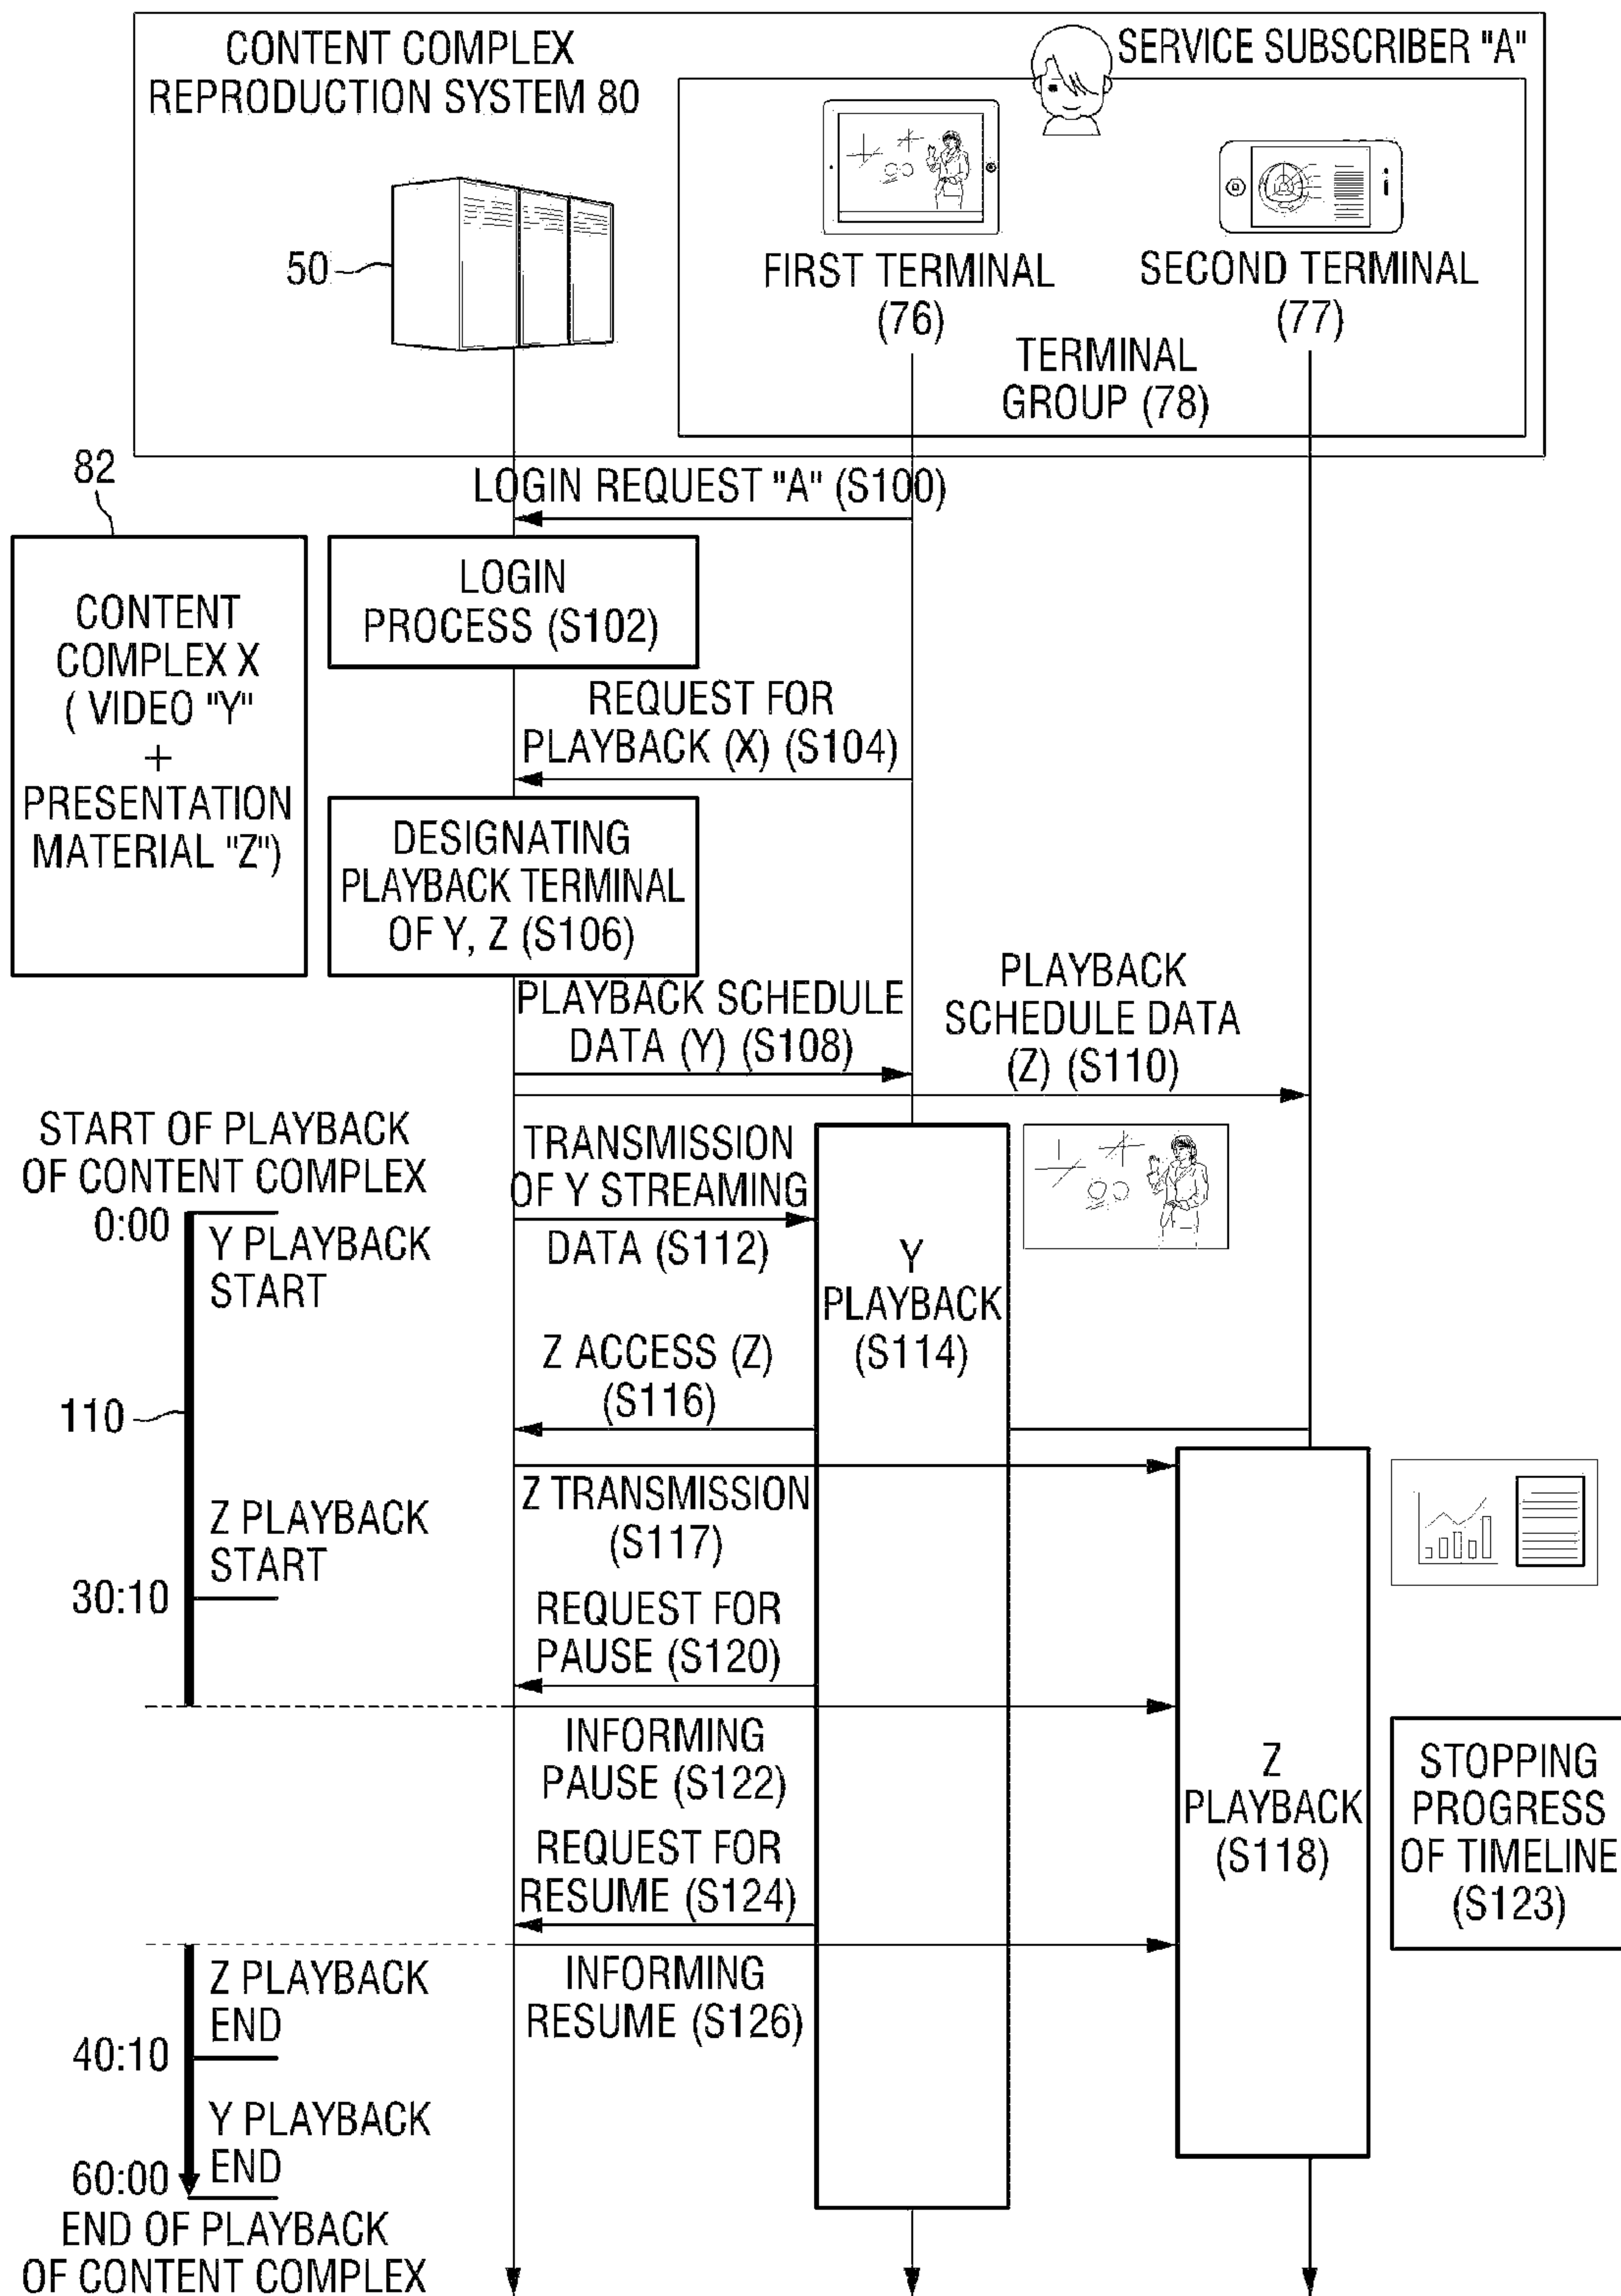 CONTENT COMPLEX
REPRODUCTION SYSTEM 80
SERVICE SUBSCRIBER "A"
50
FIRST TERMINAL
(76)
SECOND TERMINAL
(77)
TERMINAL
GROUP (78)
82
CONTENT
COMPLEX X
( VIDEO "Y"
+
PRESENTATION
MATERIAL "Z")
LOGIN REQUEST "A" (S100)
LOGIN
PROCESS (S102)
REQUEST FOR
PLAYBACK (X) (S104)
DESIGNATING
PLAYBACK TERMINAL
OF Y, Z (S106)
PLAYBACK SCHEDULE
DATA (Y) (S108)
PLAYBACK
SCHEDULE DATA
(Z) (S110)
START OF PLAYBACK
OF CONTENT COMPLEX
0:00
Y PLAYBACK
START
TRANSMISSION
OF Y STREAMING
DATA (S112)
Y
PLAYBACK
(S114)
Z ACCESS (Z)
(S116)
110
Z TRANSMISSION
(S117)
Z PLAYBACK
START
30:10
REQUEST FOR
PAUSE (S120)
INFORMING
PAUSE (S122)
Z
PLAYBACK
(S118)
STOPPING
PROGRESS
OF TIMELINE
(S123)
REQUEST FOR
RESUME (S124)
INFORMING
RESUME (S126)
Z PLAYBACK
END
40:10
Y PLAYBACK
END
60:00
END OF PLAYBACK
OF CONTENT COMPLEX